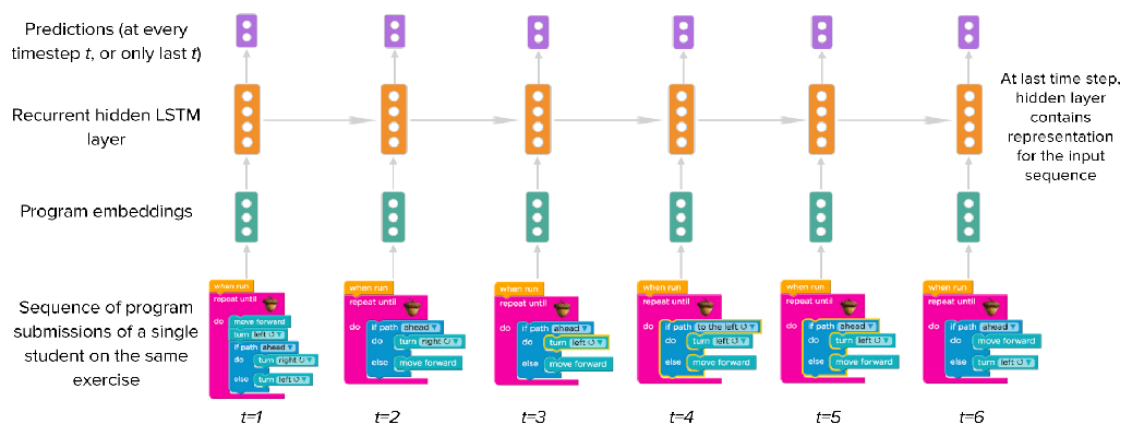 Predictions (at every
timestep t, or only last t)
Recurrent hidden LSTM
layer
At last time step,
hidden layer
contains
representation
for the input
sequence
Program embeddings
Sequence of program
submissions of a single
student on the same
exercise
when run
repeat until
do move forward
turn left ↺ ▾
if path ahead ▾
do turn right ↻ ▾
else turn left ↺ ▾
t=1
when run
repeat until
do if path ahead ▾
do turn right ↻ ▾
else move forward
t=2
when run
repeat until
do if path ahead ▾
do turn left ↺ ▾
else move forward
t=3
when run
repeat until
do if path to the left ↺ ▾
do turn left ↺ ▾
else move forward
t=4
when run
repeat until
do if path ahead ▾
do turn left ↺ ▾
else move forward
t=5
when run
repeat until
do if path ahead ▾
do move forward
else turn left ↺ ▾
t=6